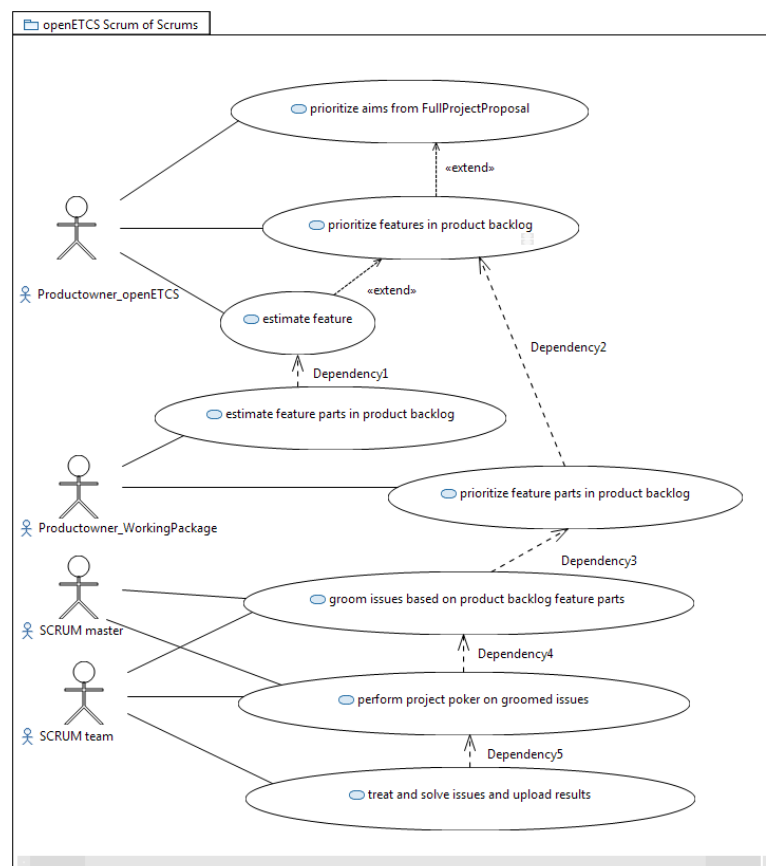 openETCS Scrum of Scrums
prioritize aims from FullProjectProposal
«extend»
prioritize features in product backlog
Productowner_openETCS
«extend»
estimate feature
Dependency2
Dependency1
estimate feature parts in product backlog
prioritize feature parts in product backlog
Productowner_WorkingPackage
Dependency3
groom issues based on product backlog feature parts
SCRUM master
Dependency4
perform project poker on groomed issues
SCRUM team
Dependency5
treat and solve issues and upload results